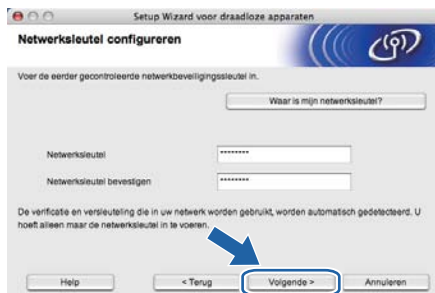 Setup Wizard voor draadloze apparaten
Netwerksleutel configureren
Voer de eerder gecontroleerde netwerkbeveiligingssleutel in.
Waar is mijn netwerksleutel?
Netwerksleutel ********
Netwerksleutel bevestigen ********
De verificatie en versleuteling die in uw netwerk worden gebruikt, worden automatisch gedetecteerd. U
hoeft alleen maar de netwerksleutel in te voeren.
Help < Terug Volgende > Annuleren